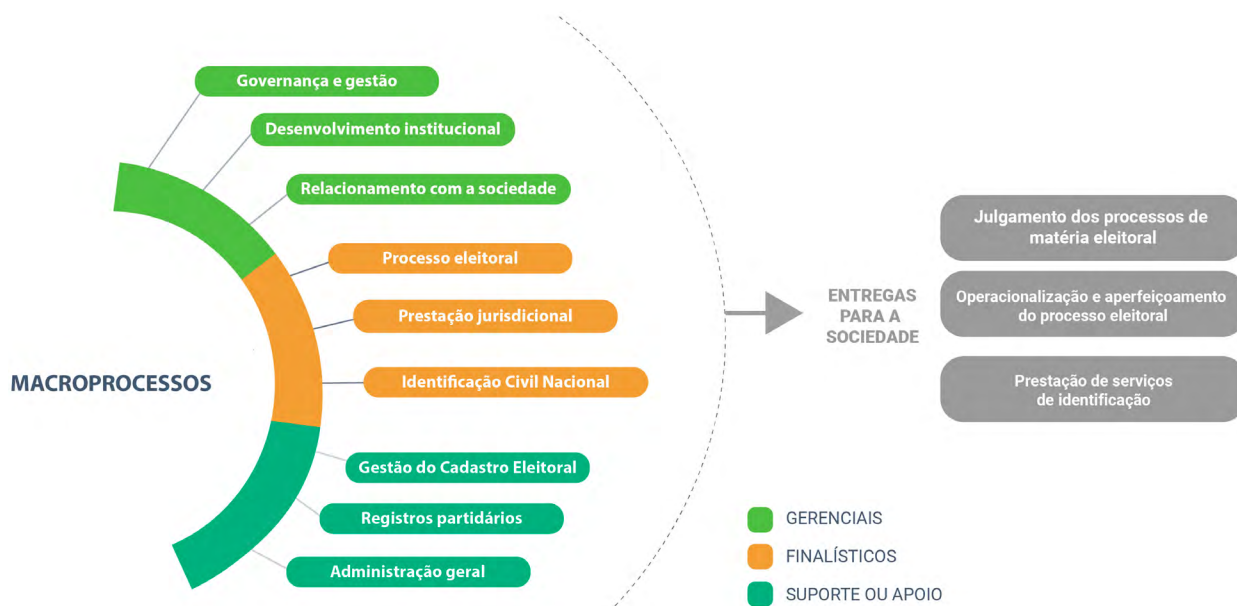 Governança e gestão
Desenvolvimento institucional
Relacionamento com a sociedade
Processo eleitoral
Prestação jurisdicional
Identificação Civil Nacional
Gestão do Cadastro Eleitoral
Registros partidários
Administração geral
MACROPROCESSOS
ENTREGAS
PARA A
SOCIEDADE
Julgamento dos processos de
matéria eleitoral
Operacionalização e aperfeiçoamento
do processo eleitoral
Prestação de serviços
de identificação
GERENCIAIS
FINALÍSTICOS
SUPORTE OU APOIO